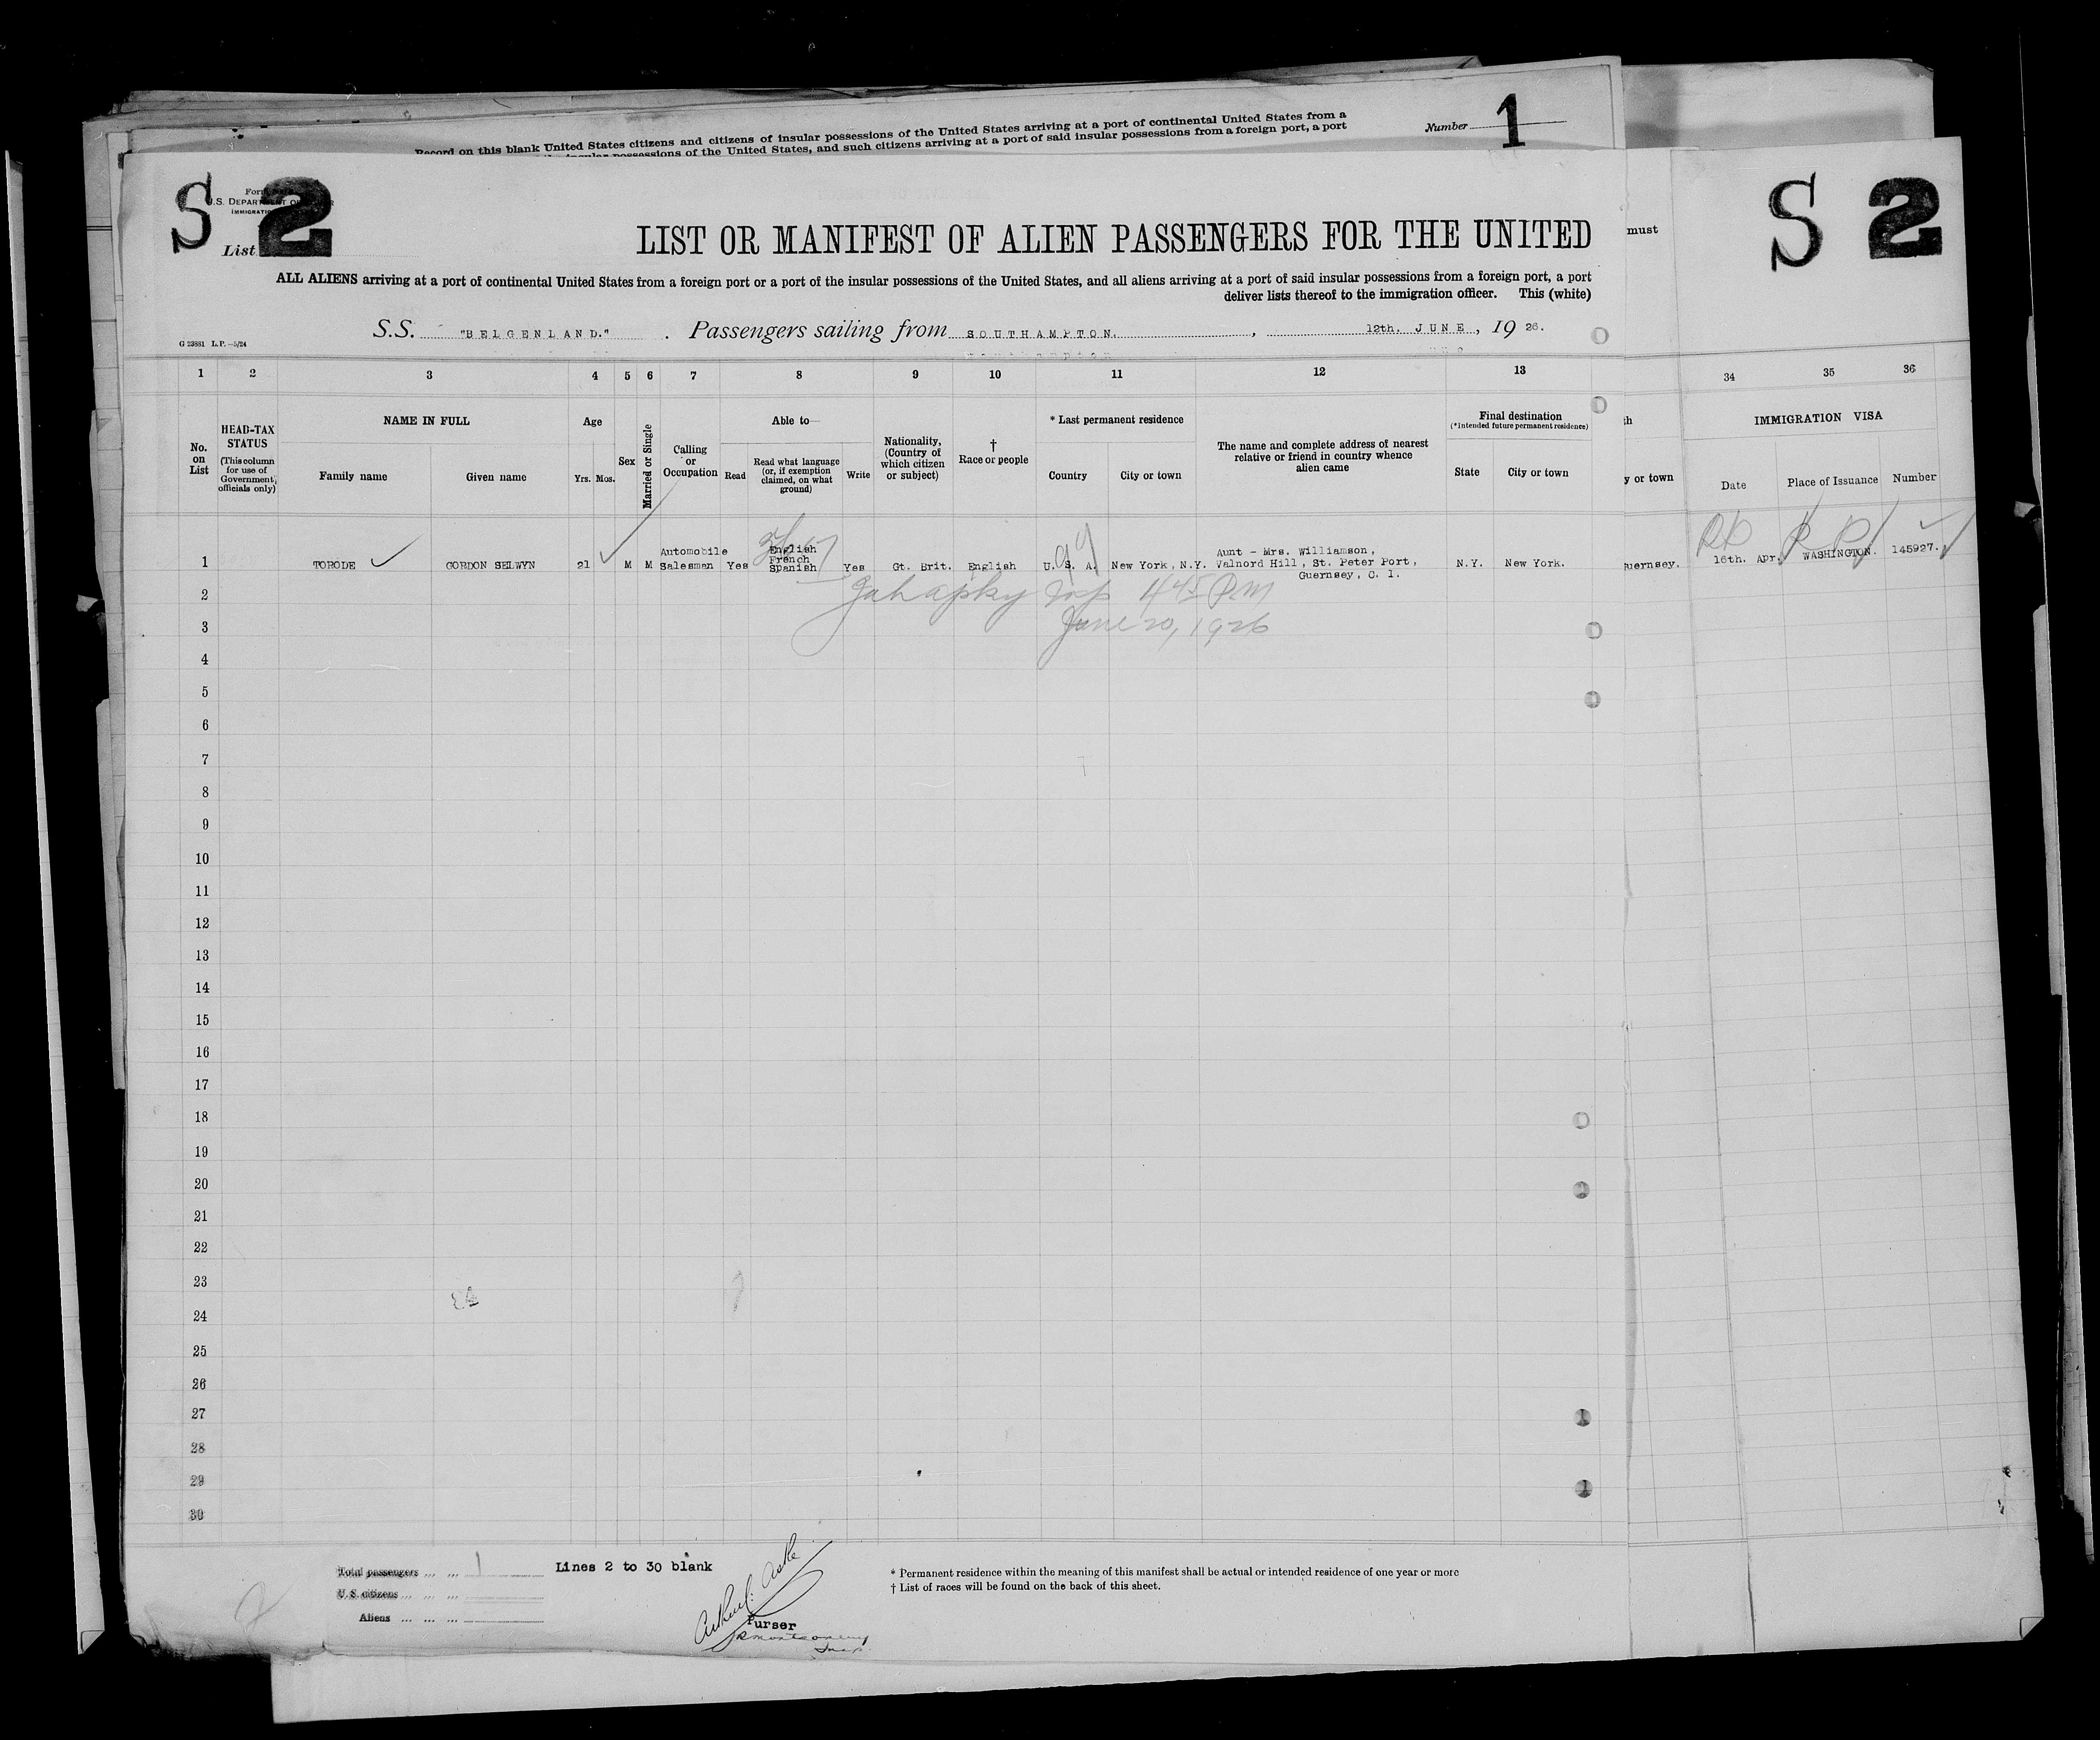 Record on this blank United States citizens and citizens of insular possessions of the United States arriving at a port of continental United States from a
insular possessions of the United States, and such citizens arriving at a port of said insular possessions from a foreign port, a port
Number 1
S 2
Form
U.S. DEPARTMENT OF
IMMIGRATIO
List
LIST OR MANIFEST OF ALIEN PASSENGERS FOR THE UNITED
must
S 2
ALL ALIENS arriving at a port of continental United States from a foreign port or a port of the insular possessions of the United States, and all aliens arriving at a port of said insular possessions from a foreign port, a port
deliver lists thereof to the immigration officer. This (white)
S.S. "BELGENLAND." . Passengers sailing from SOUTHAMPTON. , 12th. JUNE, 19 26.
G 23881 L.P.—5/24
1 2 3 4 5 6 7 8 9 10 11 12 13 34 35 36
No. on List
HEAD-TAX STATUS (This column for use of Government officials only)
NAME IN FULL
Family name Given name
Age
Yrs. Mos.
Sex
Married or Single
Calling or Occupation
Able to—
Read
Read what language (or, if exemption claimed, on what ground)
Write
Nationality, (Country of which citizen or subject)
† Race or people
* Last permanent residence
Country City or town
The name and complete address of nearest relative or friend in country whence alien came
Final destination
(*Intended future permanent residence)
State City or town
th
y or town
IMMIGRATION VISA
Date Place of Issuance Number
1 TORODE GORDON SELWYN 21 M M Automobile Salesman Yes English French Spanish Yes Gt. Brit. English U.S.A. New York, N.Y. Aunt - Mrs. Williamson, Valnord Hill, St. Peter Port, Guernsey, C. I. N.Y. New York. uernsey. 16th. Apr. WASHINGTON. 145927.
2 445 PM
3 June 20, 1926
4
5
6
7
8
9
10
11
12
13
14
15
16
17
18
19
20
21
22
23
24
25
26
27
28
29
30
Total passengers ... ... 1
U.S. citizens ... ... ...
Aliens ... ... ...
Lines 2 to 30 blank
Purser
* Permanent residence within the meaning of this manifest shall be actual or intended residence of one year or more
† List of races will be found on the back of this sheet.